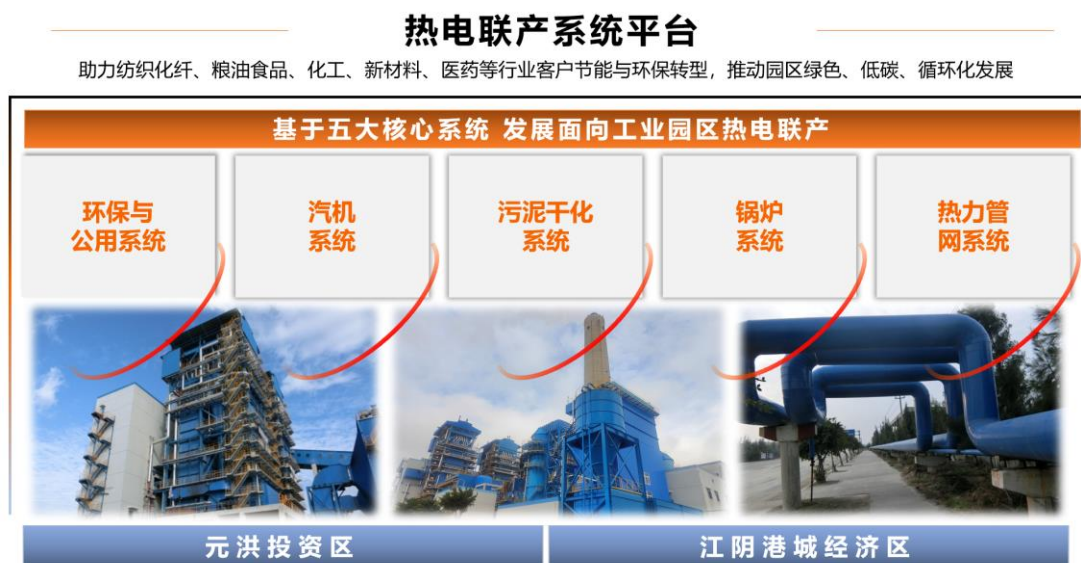 热电联产系统平台
助力纺织化纤、粮油食品、化工、新材料、医药等行业客户节能与环保转型，推动园区绿色、低碳、循环化发展
基于五大核心系统 发展面向工业园区热电联产
环保与
公用系统
汽机
系统
污泥干化
系统
锅炉
系统
热力管
网系统
元洪投资区
江阴港城经济区